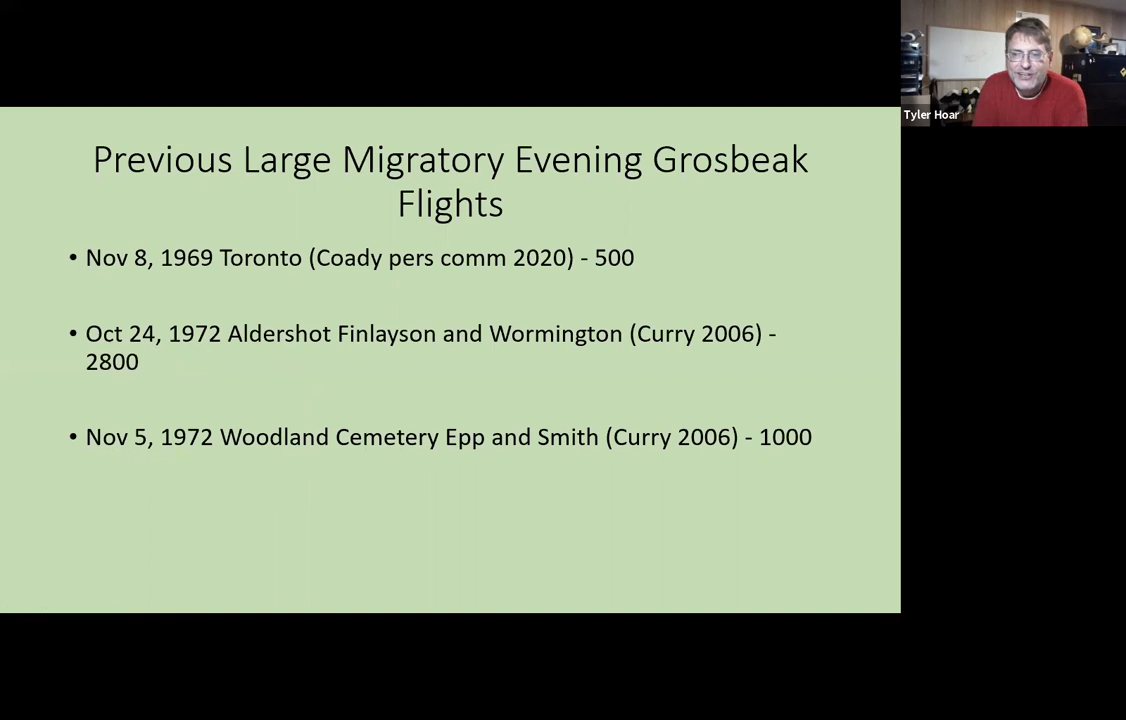 Previous Large Migratory Evening Grosbeak
Flights
• Nov 8, 1969 Toronto (Coady pers comm 2020) - 500
• Oct 24, 1972 Aldershot Finlayson and Wormington (Curry 2006) -
2800
• Nov 5, 1972 Woodland Cemetery Epp and Smith (Curry 2006) - 1000
Tyler Hoar